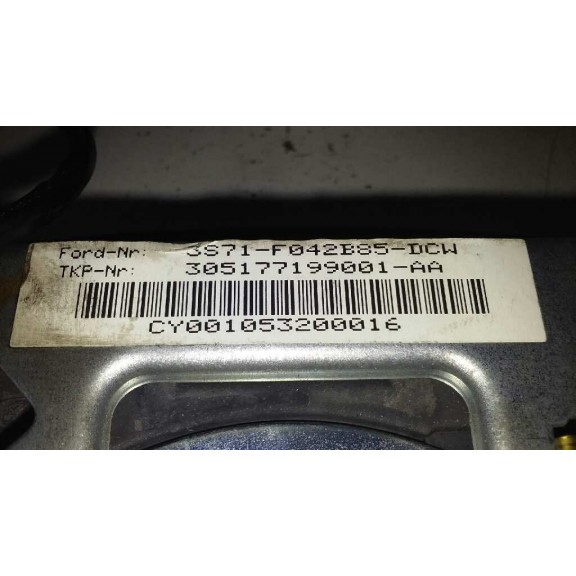 Ford-Nr: 3S71-F042B85-DCW
TKP-Nr: 305177199001-AA
CY001053200016